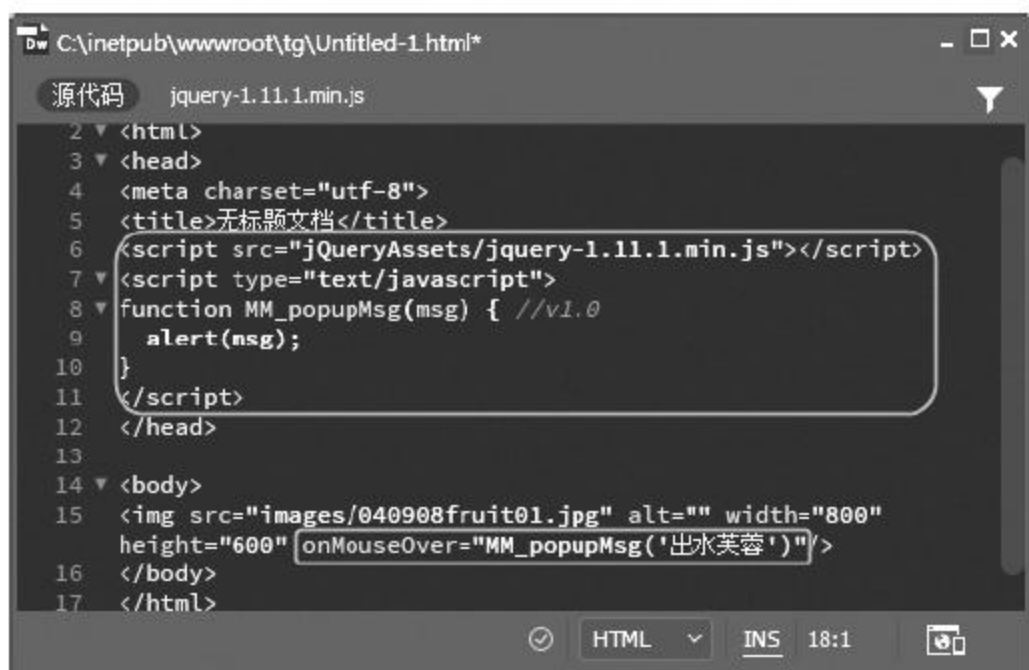 Dw C:\inetpub\wwwroot\tg\Untitled-1.html*
源代码 jquery-1.11.1.min.js
2 <html>
3 <head>
4 <meta charset="utf-8">
5 <title>无标题文档</title>
6 <script src="jQueryAssets/jquery-1.11.1.min.js"></script>
7 <script type="text/javascript">
8 function MM_popupMsg(msg) { //v1.0
9 alert(msg);
10 }
11 </script>
12 </head>
13
14 <body>
15 <img src="images/040908fruit01.jpg" alt="" width="800"
height="600" onMouseOver="MM_popupMsg('出水芙蓉')"/>
16 </body>
17 </html>
HTML INS 18:1